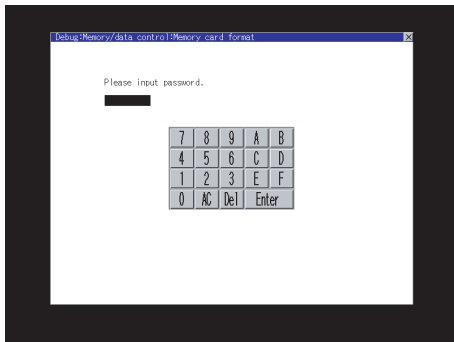 Debug:Memory/data control:Memory card format ×
Please input password.
7 8 9 A B
4 5 6 C D
1 2 3 E F
0 AC Del Enter